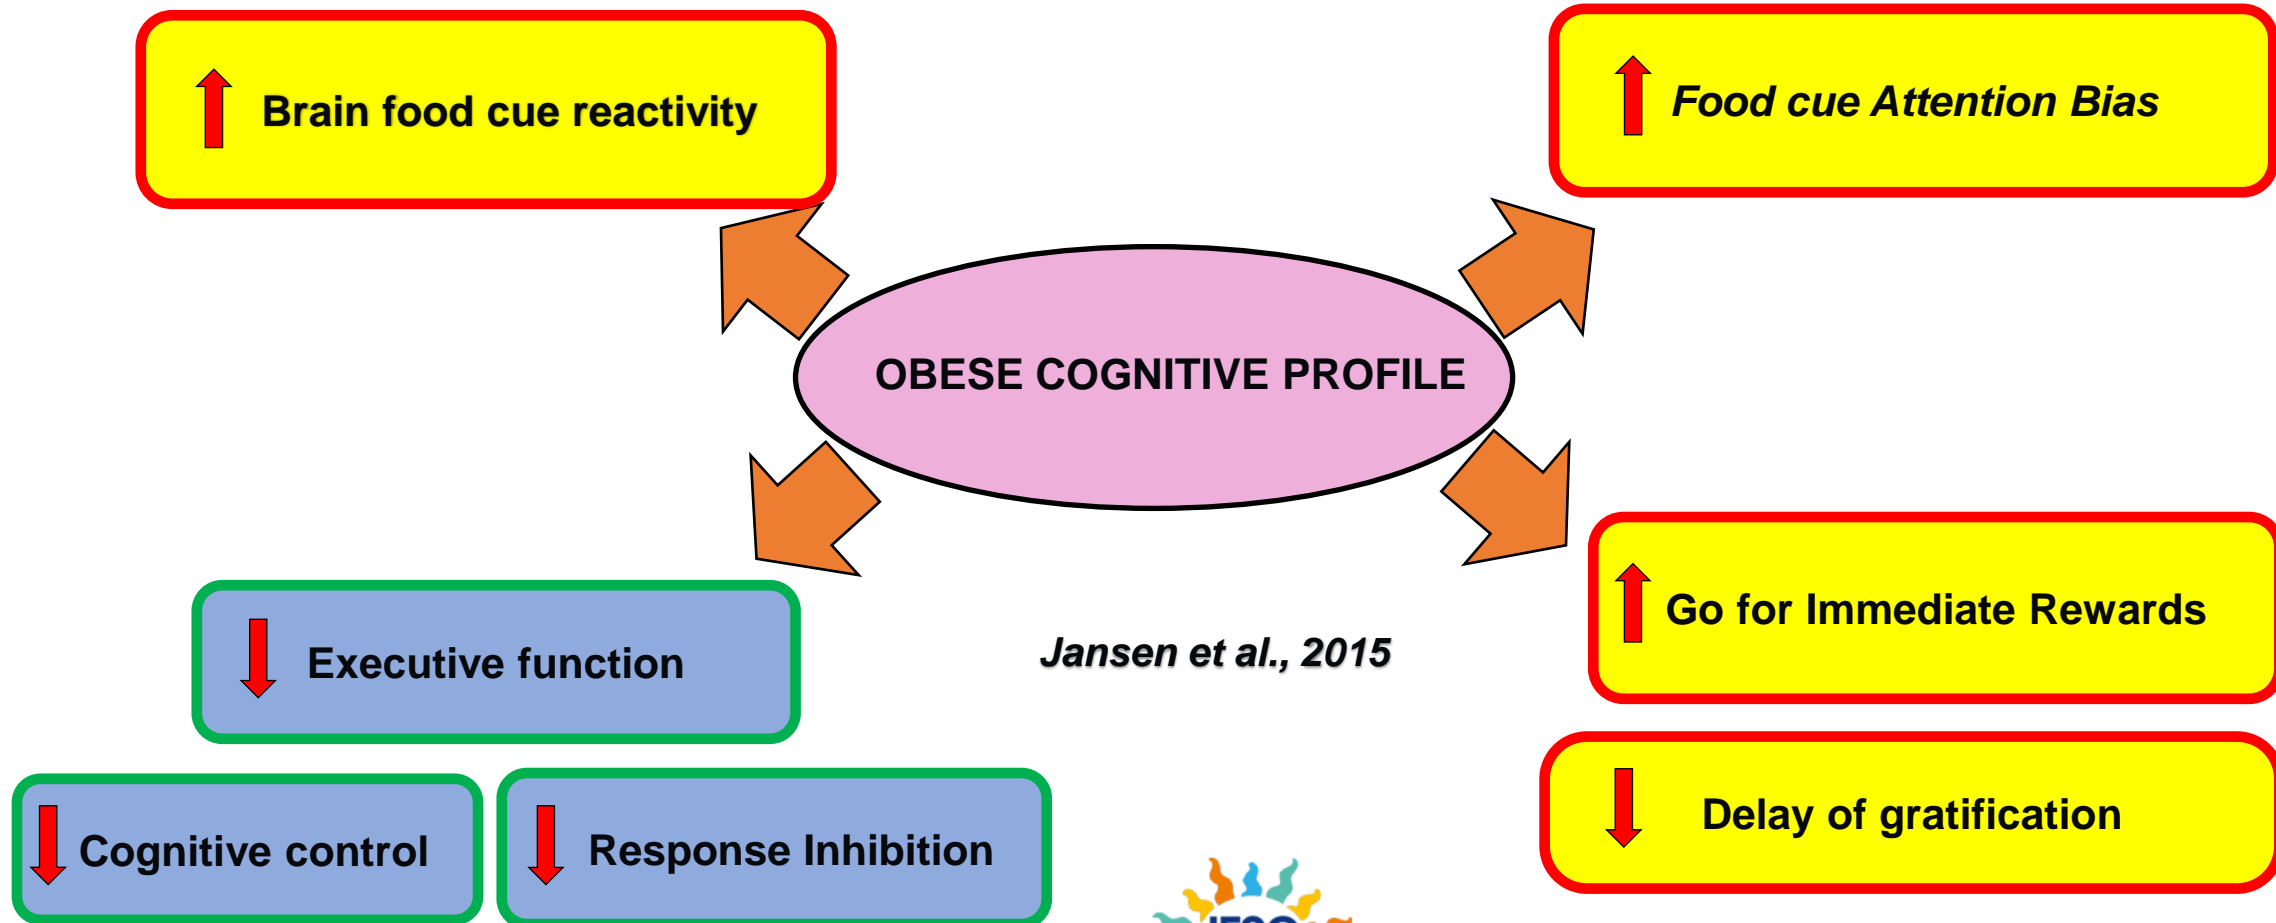 Brain food cue reactivity
Food cue Attention Bias
OBESE COGNITIVE PROFILE
Go for Immediate Rewards
Executive function
Jansen et al., 2015
Delay of gratification
Cognitive control
Response Inhibition